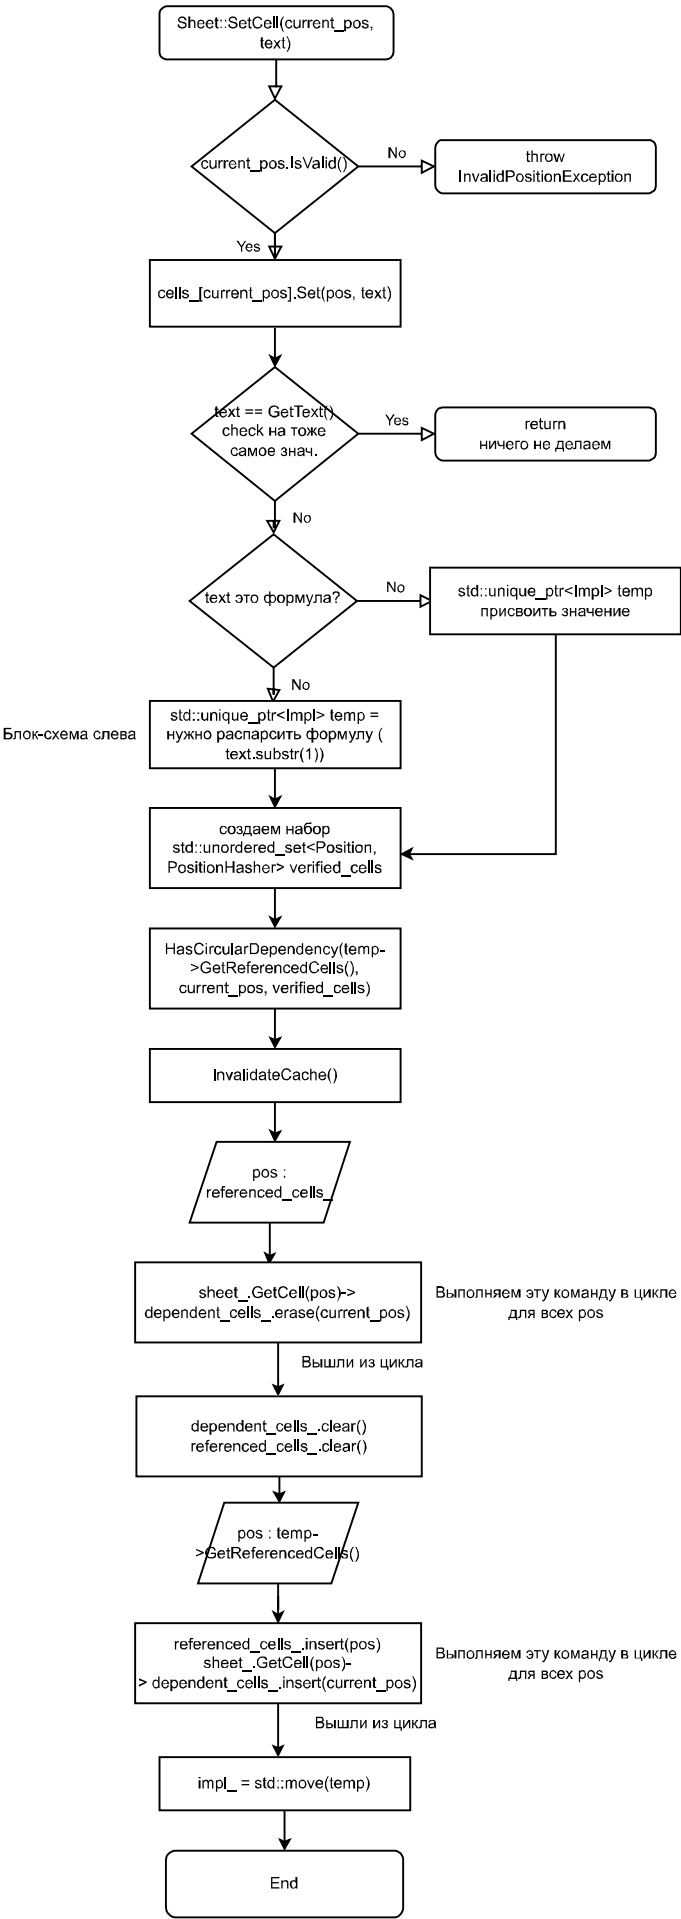 Sheet::SetCell(current_pos,
text)
current_pos.IsValid()
No
throw
InvalidPositionException
Yes
cells_[current_pos].Set(pos, text)
text == GetText()
check на тоже
самое знач.
Yes
return
ничего не делаем
No
text это формула?
No
std::unique_ptr<Impl> temp
присвоить значение
No
Блок-схема слева
std::unique_ptr<Impl> temp =
нужно распарсить формулу (
text.substr(1))
создаем набор
std::unordered_set<Position,
PositionHasher> verified_cells
HasCircularDependency(temp-
>GetReferencedCells(),
current_pos, verified_cells)
InvalidateCache()
pos :
referenced_cells_
sheet_.GetCell(pos)->
dependent_cells_.erase(current_pos)
Выполняем эту команду в цикле
для всех pos
Вышли из цикла
dependent_cells_.clear()
referenced_cells_.clear()
pos : temp-
>GetReferencedCells()
referenced_cells_.insert(pos)
sheet_.GetCell(pos)-
> dependent_cells_.insert(current_pos)
Выполняем эту команду в цикле
для всех pos
Вышли из цикла
impl_ = std::move(temp)
End